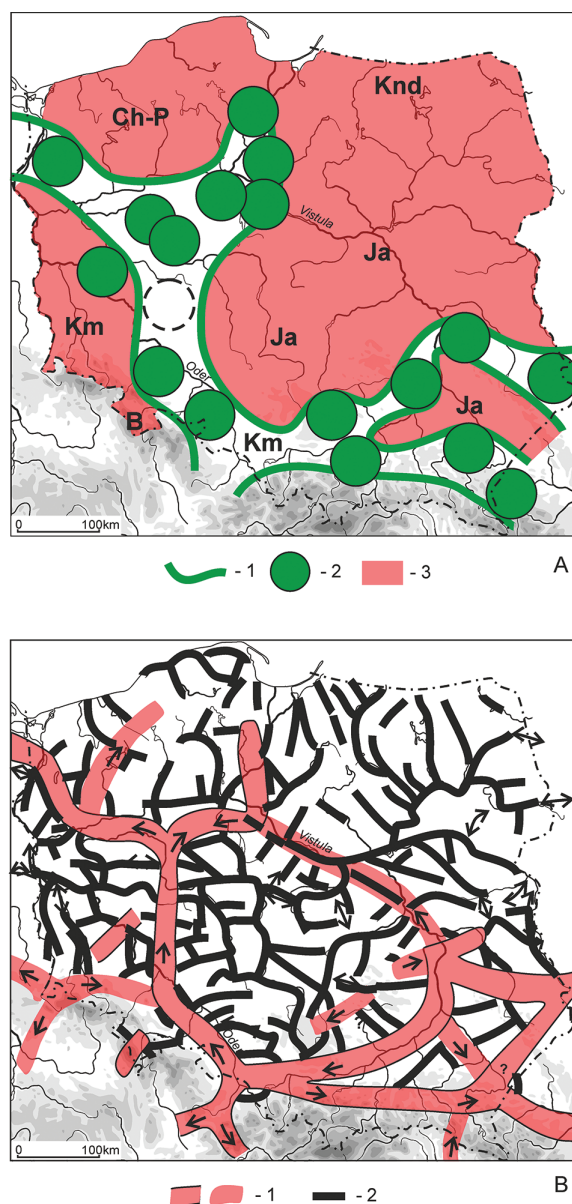 Knd
Ch-P
Vistula
Ja
Km
Ja
Oder
Ja
B
Km
0 100km
- 1 - 2 - 3
A
Vistula
Oder
?
0 100km
- 1 - 2
B